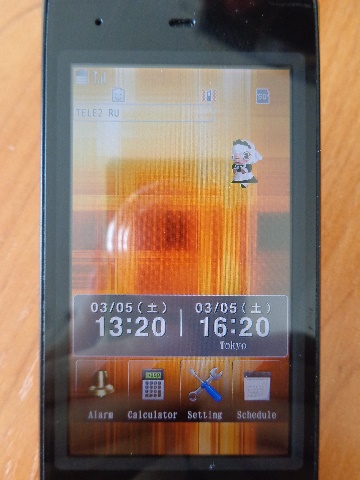 TELE2 RU
03/05(土) 03/05(土)
13:20 16:20
Tokyo
Alarm Calculator Setting Schedule